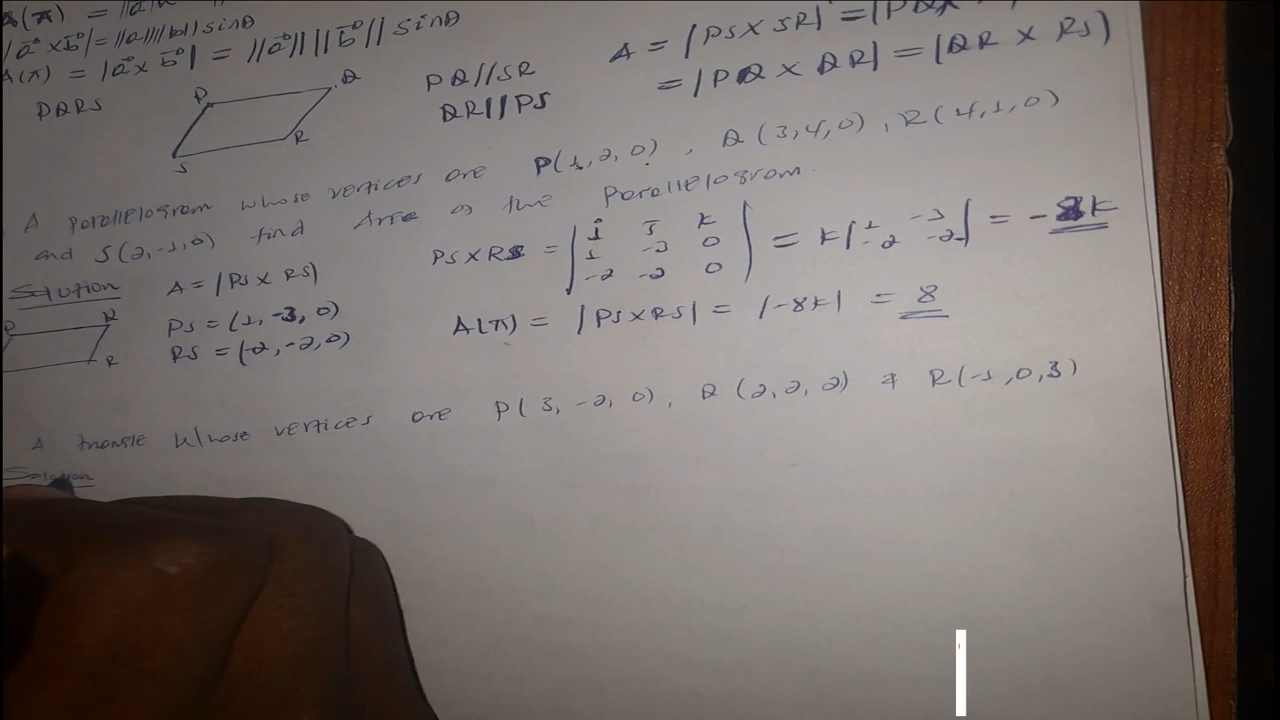 A(π) =
|a × b| = ||a|| ||b|| sinθ
A(π) = |a × b| = ||a|| ||b|| sinθ
A = |PS X SR| =
= |PQ X QR| = |QR X RS|
PQRS
P Q
S R
PQ//SR
QR//PS
A Parallelogram whose vertices are P(1,2,0), Q(3,4,0), R(4,1,0)
and S(2,-1,0) find Area of the Parallelogram.
Solution
A = |PS X RS|
PS = (1, -3, 0)
RS = (-2, -2, 0)
R
PS X RS = | i j k
1 -3 0
-2 -2 0 | = K | 1 -3
-2 -2 | = -8K
A(π) = |PS X RS| = |-8K| = 8
A whose vertices are P(3, -2, 0), Q(2, 2, 2) & R(-1, 0, 3)
Solution